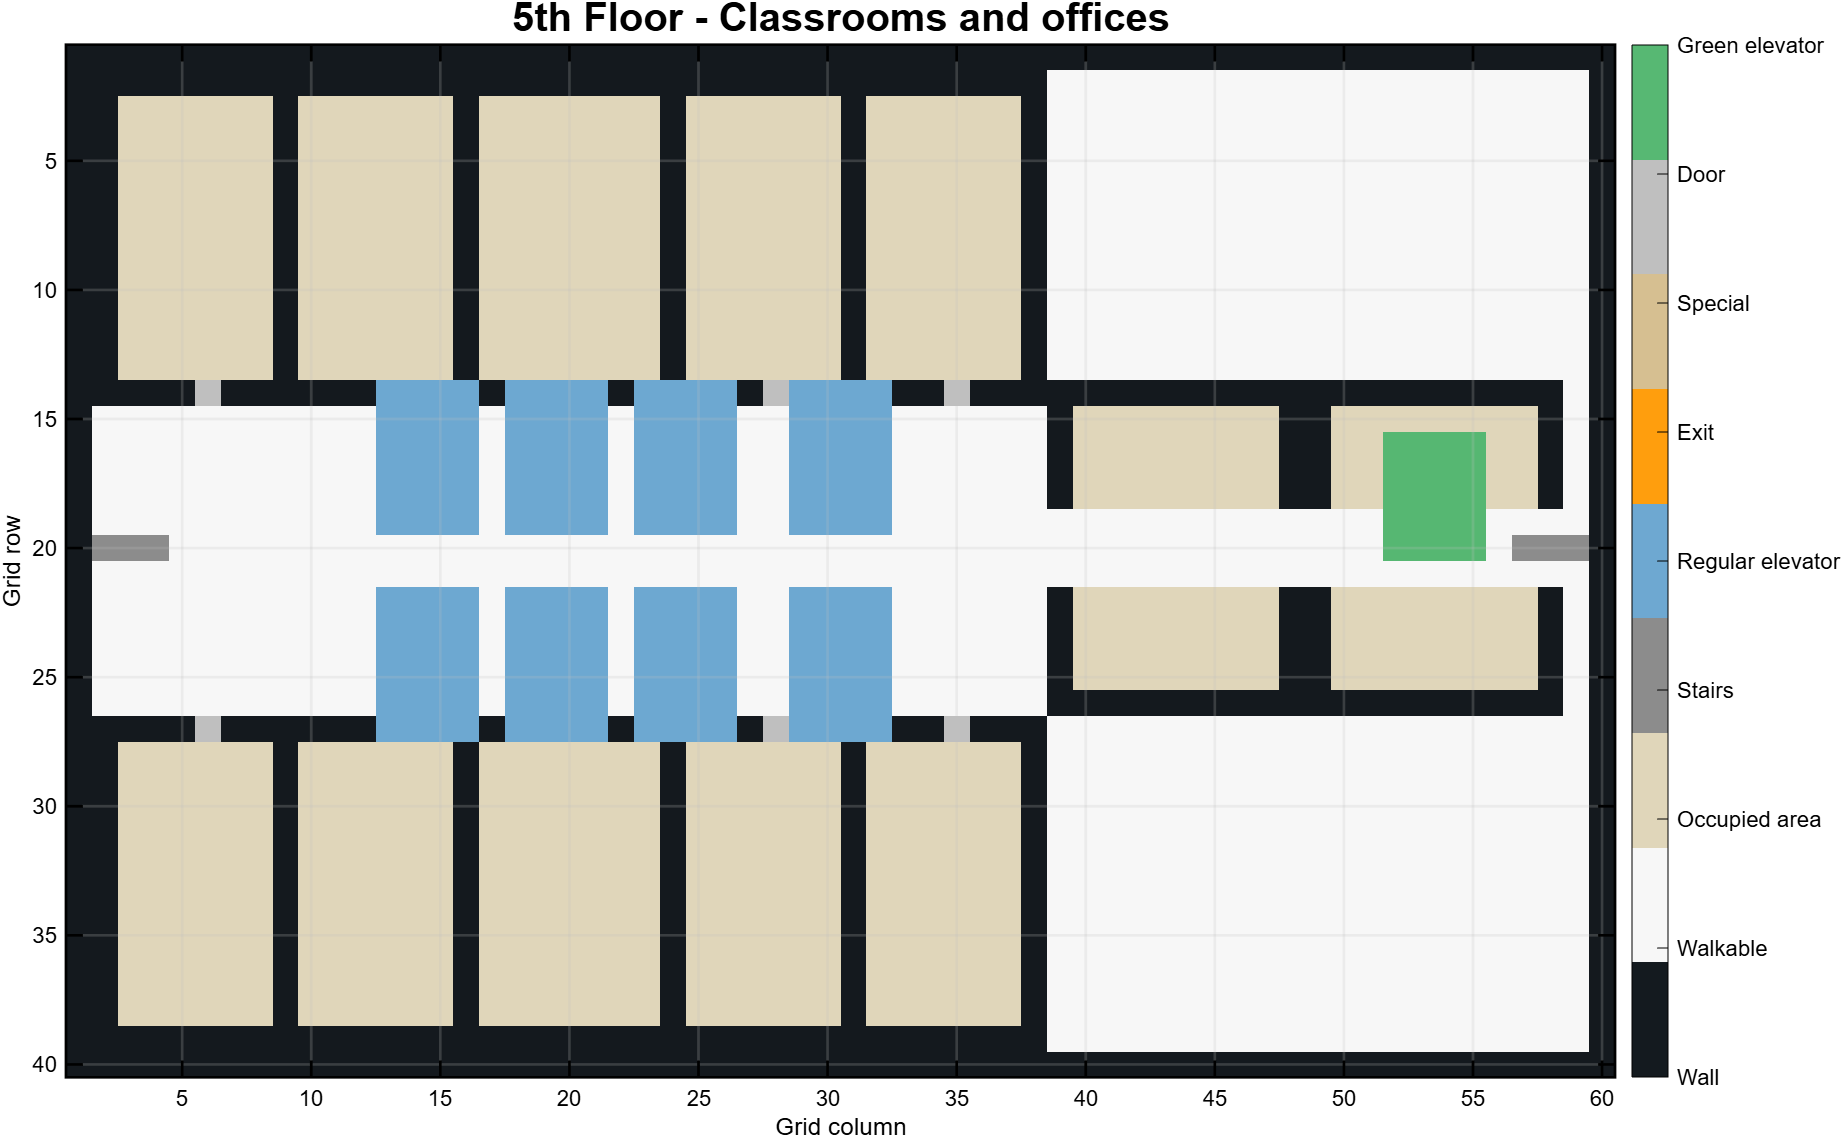 5th Floor - Classrooms and offices
Green elevator
Door
Special
Exit
Regular elevator
Stairs
Occupied area
Walkable
Wall
Grid row
5
10
15
20
25
30
35
40
5 10 15 20 25 30 35 40 45 50 55 60
Grid column